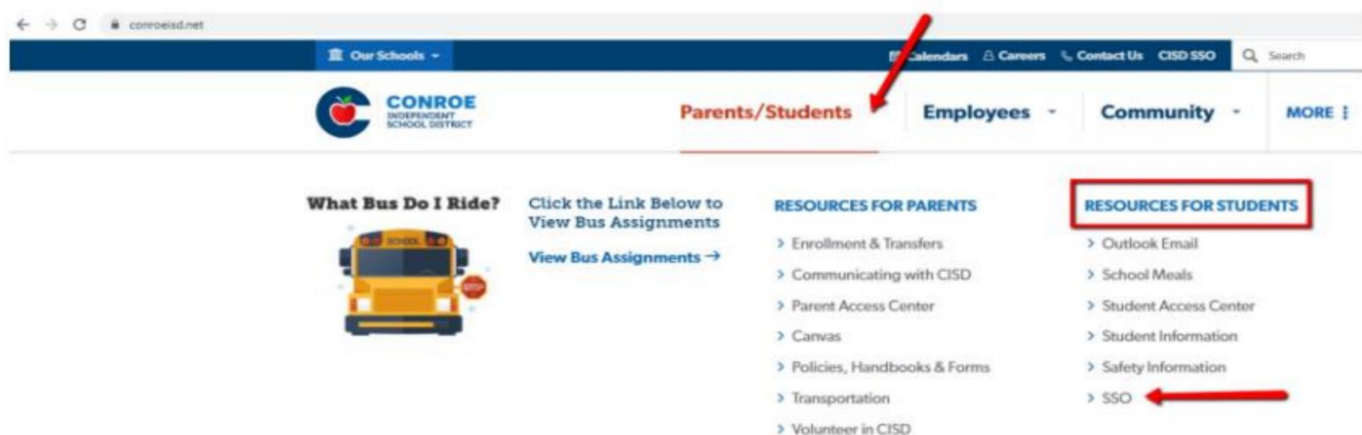 conroeisd.net
Our Schools
Calendars Careers Contact Us CISD SSO Search
CONROE
INDEPENDENT
SCHOOL DISTRICT
Parents/Students Employees Community MORE
What Bus Do I Ride?
SCHOOL
STOP
Click the Link Below to
View Bus Assignments
View Bus Assignments →
RESOURCES FOR PARENTS
> Enrollment & Transfers
> Communicating with CISD
> Parent Access Center
> Canvas
> Policies, Handbooks & Forms
> Transportation
> Volunteer in CISD
RESOURCES FOR STUDENTS
> Outlook Email
> School Meals
> Student Access Center
> Student Information
> Safety Information
> SSO